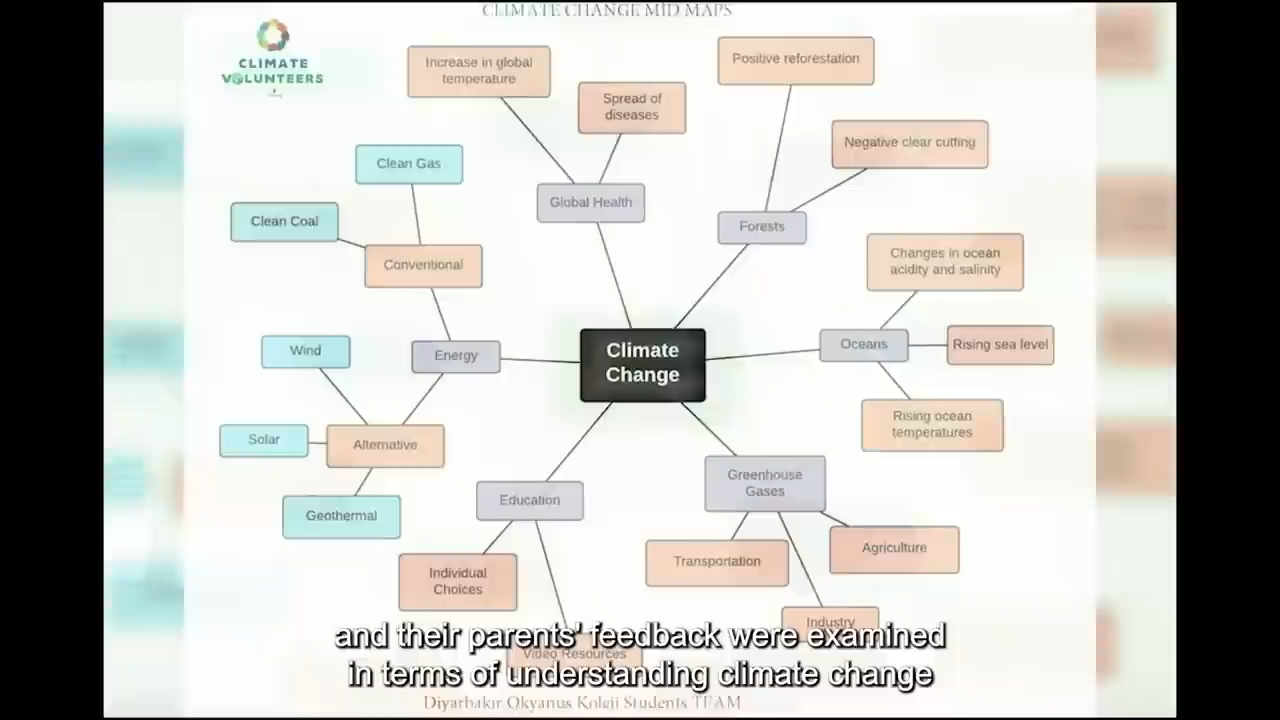 CLIMATE CHANGE MID MAPS
CLIMATE
VOLUNTEERS
Increase in global
temperature
Spread of
diseases
Positive reforestation
Negative clear cutting
Clean Gas
Clean Coal
Conventional
Global Health
Forests
Changes in ocean
acidity and salinity
Wind
Energy
Climate
Change
Oceans
Rising sea level
Solar
Alternative
Rising ocean
temperatures
Geothermal
Education
Greenhouse
Gases
Individual
Choices
Transportation
Agriculture
Industry
Video Resources
and their parents' feedback were examined
in terms of understanding climate change
Diyarbakır Okyanus Koleji Students TEAM